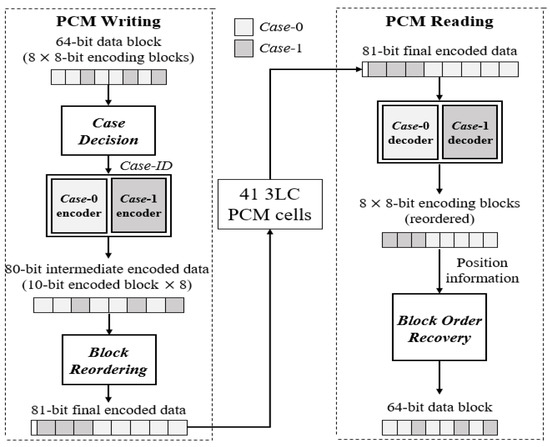 PCM Writing
64-bit data block
(8 × 8-bit encoding blocks)
Case
Decision
Case-ID
Case-0
encoder
Case-1
encoder
80-bit intermediate encoded data
(10-bit encoded block × 8)
Block
Reordering
81-bit final encoded data
Case-0
Case-1
41 3LC
PCM cells
PCM Reading
81-bit final encoded data
Case-0
decoder
Case-1
decoder
8 × 8-bit encoding blocks
(reordered)
Position
information
Block Order
Recovery
64-bit data block